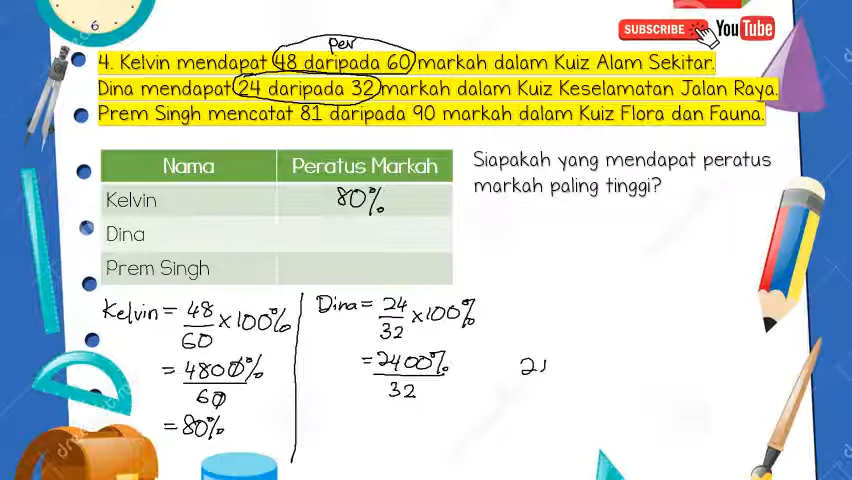 6
SUBSCRIBE YouTube
per
4. Kelvin mendapat 48 daripada 60 markah dalam Kuiz Alam Sekitar.
Dina mendapat 24 daripada 32 markah dalam Kuiz Keselamatan Jalan Raya.
Prem Singh mencatat 81 daripada 90 markah dalam Kuiz Flora dan Fauna.
Nama Peratus Markah
Kelvin 80%
Dina
Prem Singh
Siapakah yang mendapat peratus
markah paling tinggi?
Kelvin = 48/60 × 100%
= 4800%/60
= 80%
Dina = 24/32 × 100%
= 2400%/32